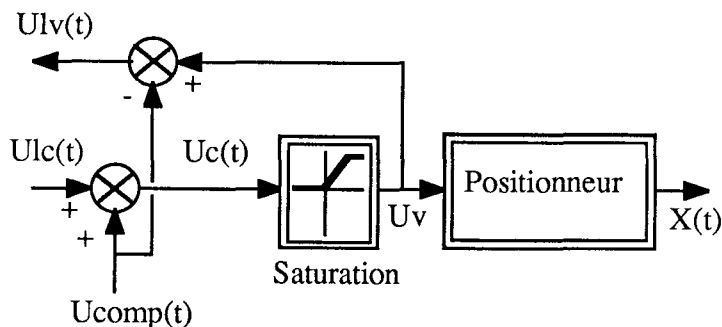 Ulv(t)
+
-
Ulc(t)
Uc(t)
+
+
Uv
Positionneur
X(t)
Saturation
Ucomp(t)